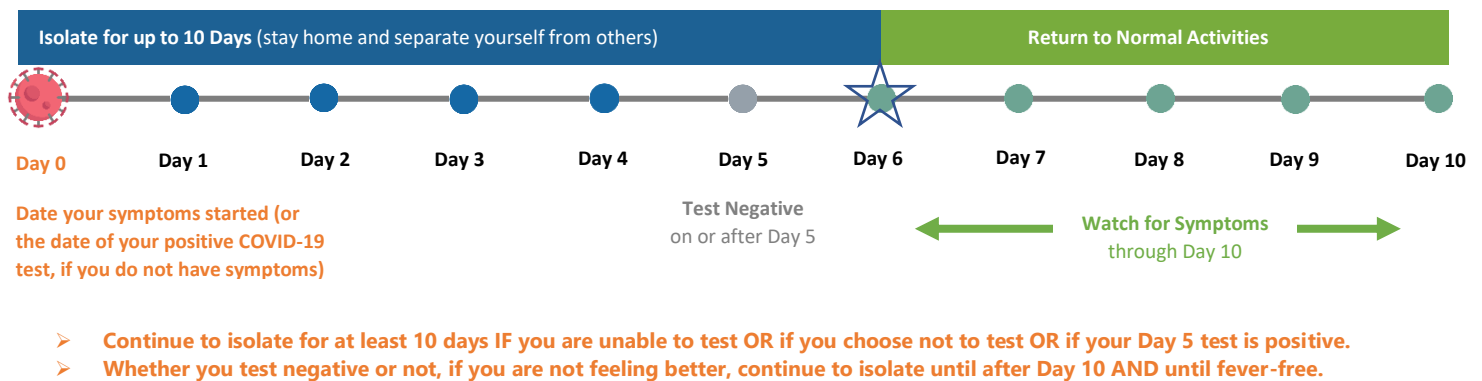 Isolate for up to 10 Days (stay home and separate yourself from others)
Return to Normal Activities
Day 0
Day 1
Day 2
Day 3
Day 4
Day 5
Day 6
Day 7
Day 8
Day 9
Day 10
Date your symptoms started (or
the date of your positive COVID-19
test, if you do not have symptoms)
Test Negative
on or after Day 5
Watch for Symptoms
through Day 10
➢ Continue to isolate for at least 10 days IF you are unable to test OR if you choose not to test OR if your Day 5 test is positive.
➢ Whether you test negative or not, if you are not feeling better, continue to isolate until after Day 10 AND until fever-free.